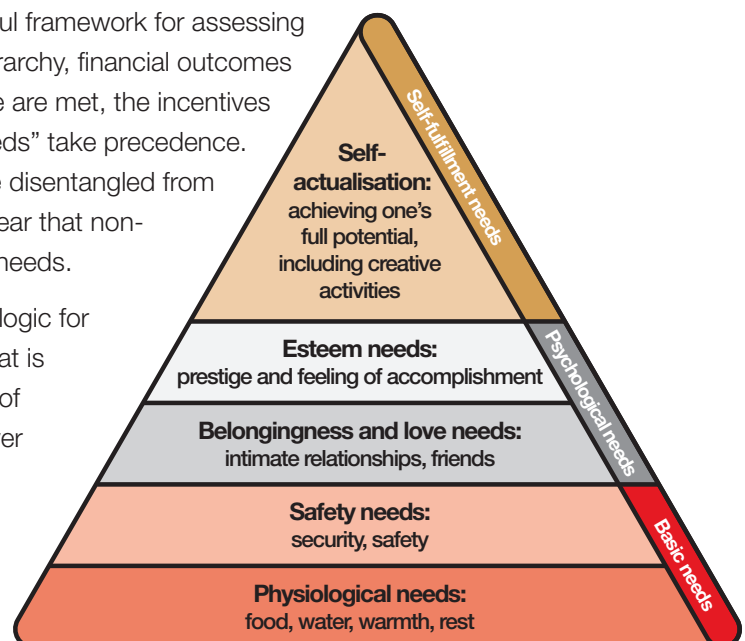 ul framework for assessing
rarchy, financial outcomes
e are met, the incentives
eds” take precedence.
e disentangled from
ear that non-
needs.
logic for
at is
of
er
Self-
actualisation:
achieving one’s
full potential,
including creative
activities
Esteem needs:
prestige and feeling of accomplishment
Belongingness and love needs:
intimate relationships, friends
Safety needs:
security, safety
Physiological needs:
food, water, warmth, rest
Self-fulfillment needs
Psychological needs
Basic needs